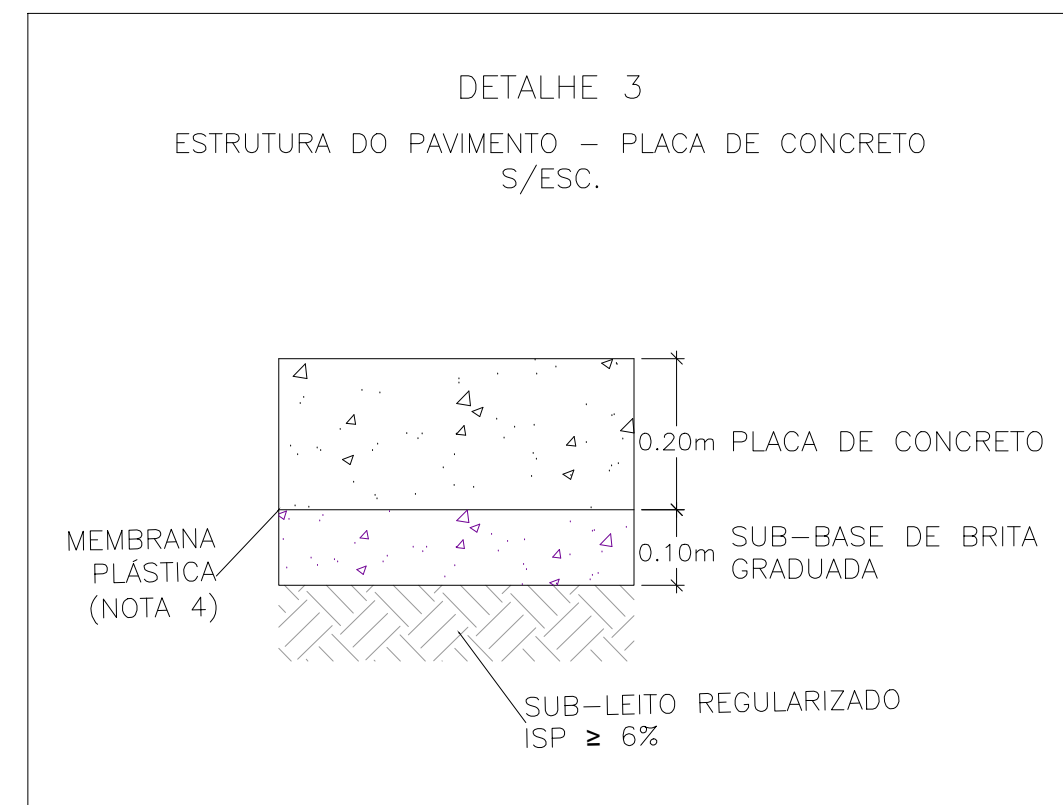 DETALHE 3
ESTRUTURA DO PAVIMENTO – PLACA DE CONCRETO
S/ESC.
0.20m PLACA DE CONCRETO
MEMBRANA
PLÁSTICA
(NOTA 4)
0.10m SUB-BASE DE BRITA
GRADUADA
SUB-LEITO REGULARIZADO
ISP ≥ 6%